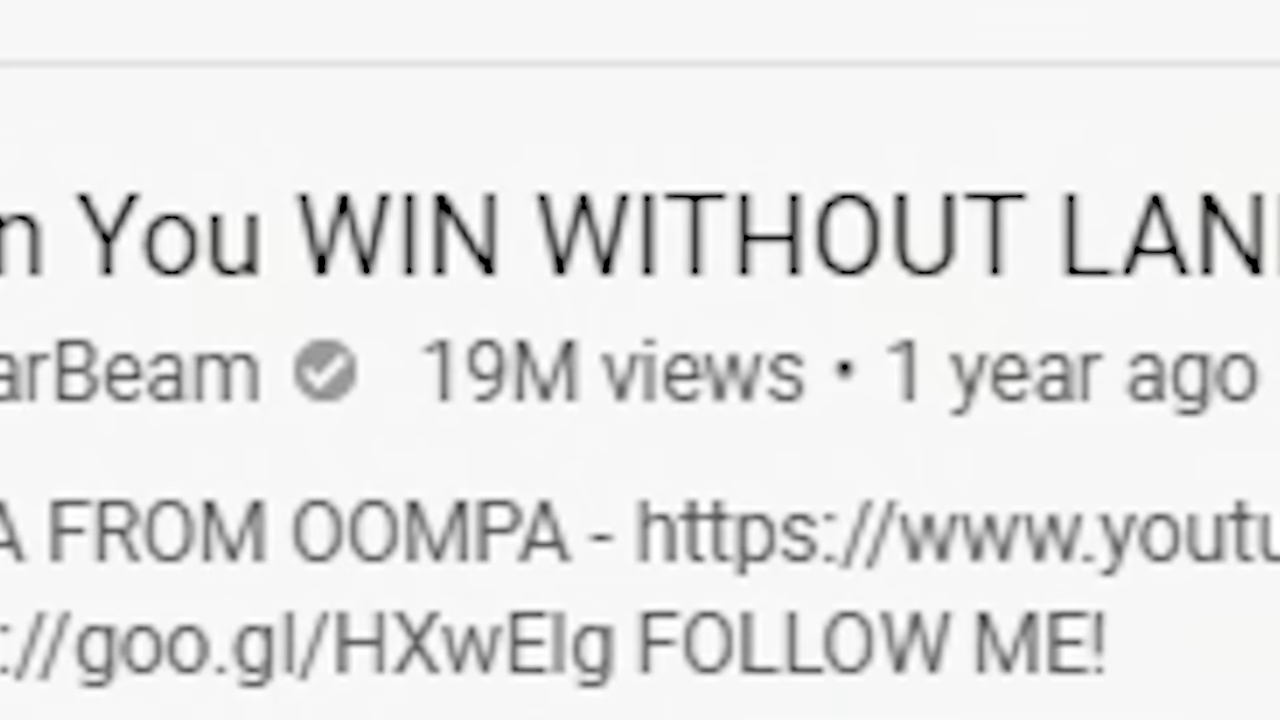 n You WIN WITHOUT LAN
arBeam 19M views • 1 year ago
A FROM OOMPA - https://www.youtu
://goo.gl/HXwElg FOLLOW ME!